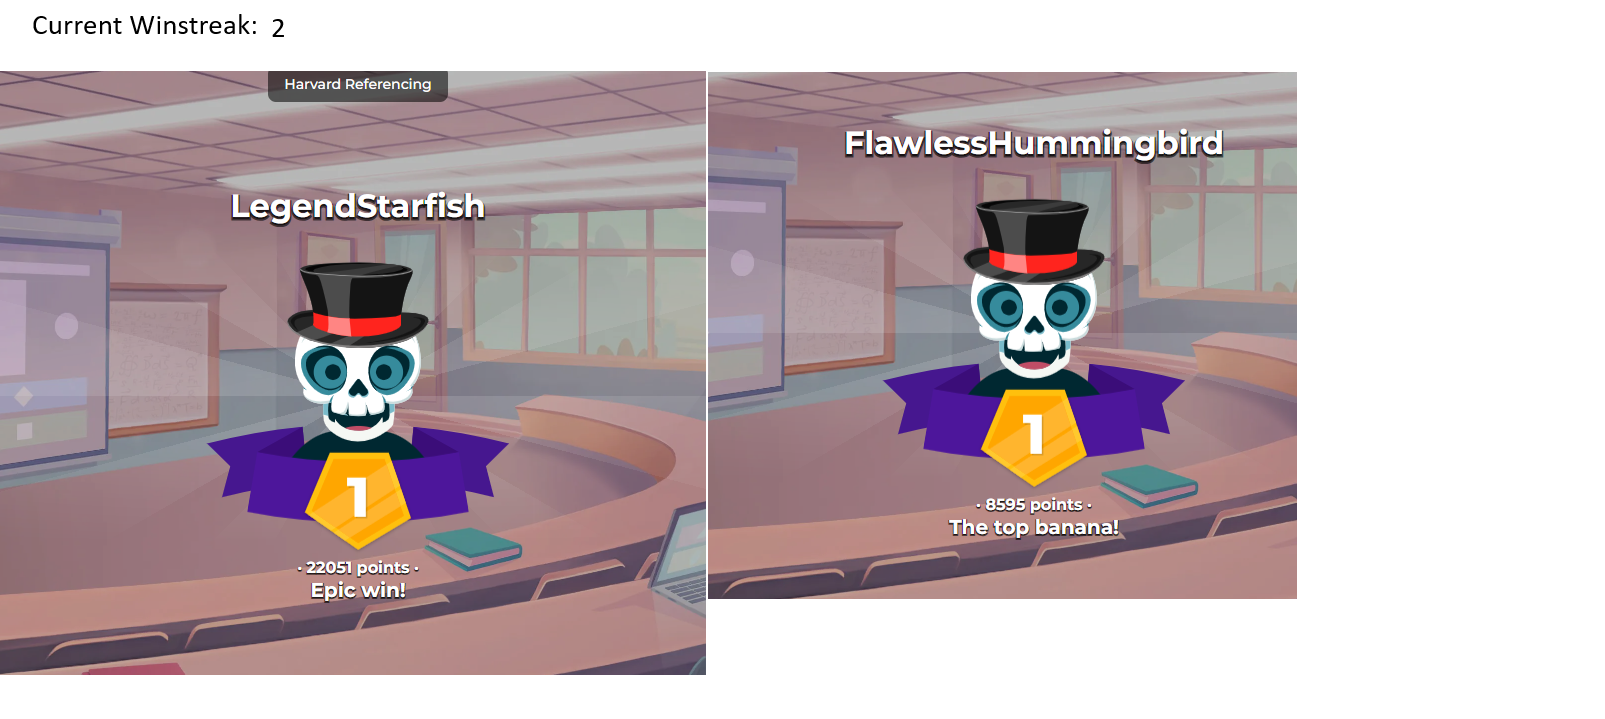 Current Winstreak: 2
Harvard Referencing
LegendStarfish
1
· 22051 points ·
Epic win!
FlawlessHummingbird
1
· 8595 points ·
The top banana!